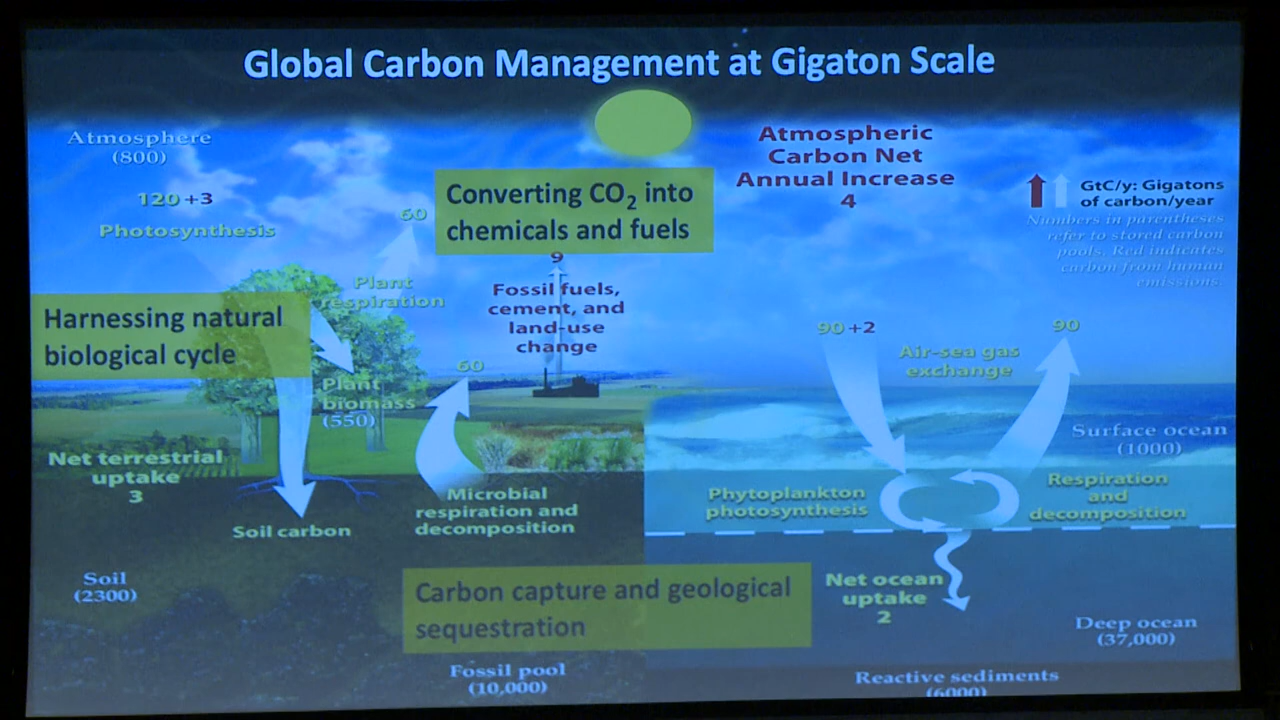 Global Carbon Management at Gigaton Scale
Atmosphere
(800)
120 +3
Photosynthesis
60
Plant
respiration
Converting CO₂ into
chemicals and fuels
9
Fossil fuels,
cement, and
land-use
change
Atmospheric
Carbon Net
Annual Increase
4
GtC/y: Gigatons
of carbon/year
Numbers in parentheses
refer to stored carbon
pools. Red indicates
carbon from human
emissions.
Harnessing natural
biological cycle
Plant
biomass
(550)
60
90 +2
Air-sea gas
exchange
90
Surface ocean
(1000)
Net terrestrial
uptake
3
Soil carbon
Microbial
respiration and
decomposition
Phytoplankton
photosynthesis
Respiration
and
decomposition
Soil
(2300)
Carbon capture and geological
sequestration
Net ocean
uptake
2
Deep ocean
(37,000)
Fossil pool
(10,000)
Reactive sediments
(6000)